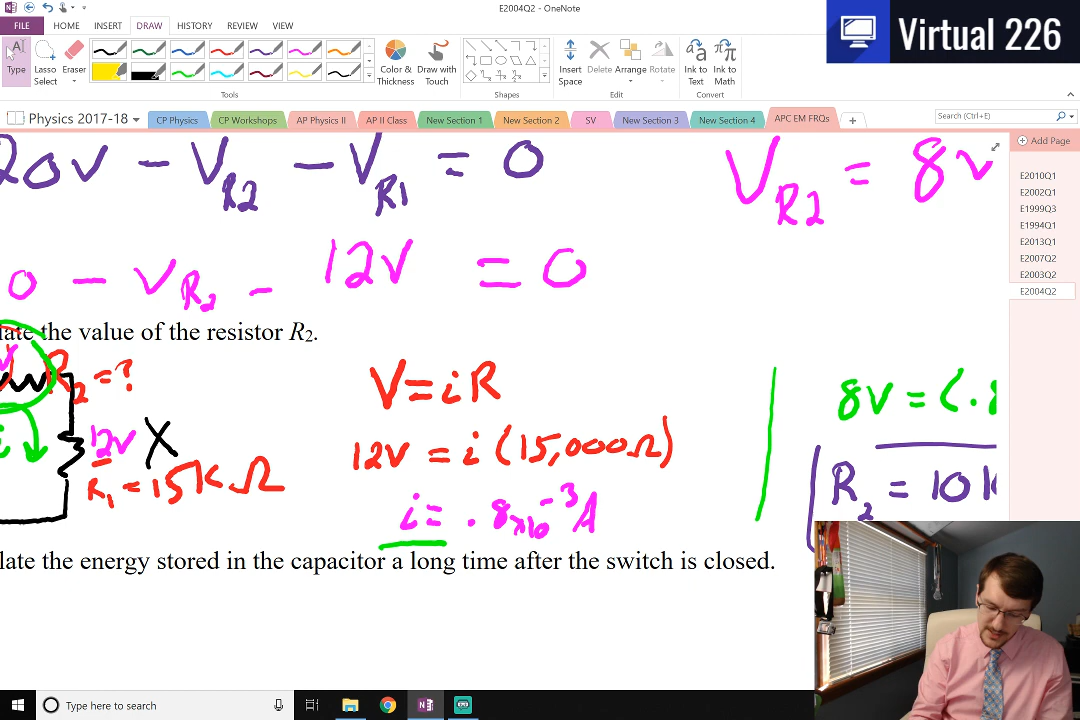 E2004Q2 - OneNote
FILE HOME INSERT DRAW HISTORY REVIEW VIEW
Virtual 226
Type
Lasso Select
Eraser
Color & Thickness
Draw with Touch
Insert Space
Delete
Arrange
Rotate
Ink to Text
Ink to Math
Tools
Shapes
Edit
Convert
Physics 2017-18
CP Physics
CP Workshops
AP Physics II
AP II Class
New Section 1
New Section 2
SV
New Section 3
New Section 4
APC EM FRQs
Search (Ctrl+E)
Add Page
E2010Q1
E2002Q1
E1999Q3
E1994Q1
E2013Q1
E2007Q2
E2003Q2
E2004Q2
20V - V_R2 - V_R1 = 0
V_R2 = 8V
0 - V_R2 - 12V = 0
late the value of the resistor R2.
R2 = ?
12V
R1 = 15KΩ
V = iR
12V = i (15,000Ω)
i = .8x10^-3 A
8V = (.8
R2 = 10K
late the energy stored in the capacitor a long time after the switch is closed.
Type here to search